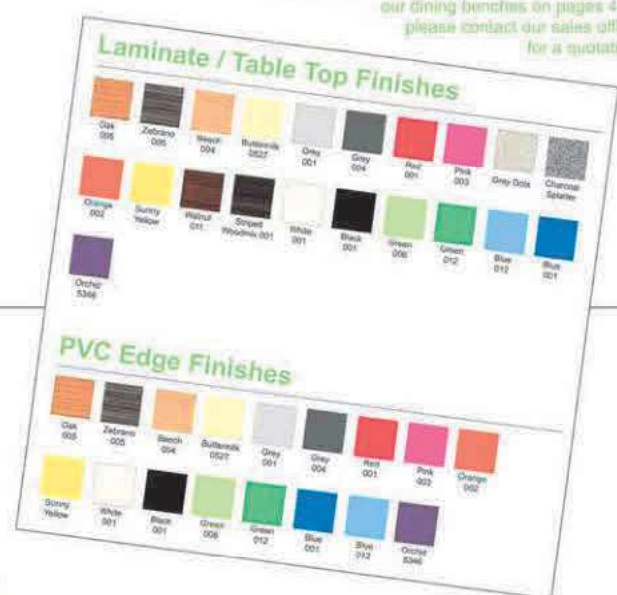 our dining benches on pages 4
please contact our sales offi
for a quotati
Laminate / Table Top Finishes
Oak Zebrano Beech Buttermilk Grey Grey Red Pink Grey Dots Charcoal
005 005 004 0527 001 004 001 003 Splatter
Orange Sunny Walnut Striped White Black Green Green Blue Blue
002 Yellow 011 Woodmix 001 001 001 006 012 012 001
Orchid
5346
PVC Edge Finishes
Oak Zebrano Beech Buttermilk Grey Grey Red Pink Orange
005 005 004 0527 001 004 001 003 002
Sunny White Black Green Green Blue Blue Orchid
Yellow 001 001 006 012 001 012 5346